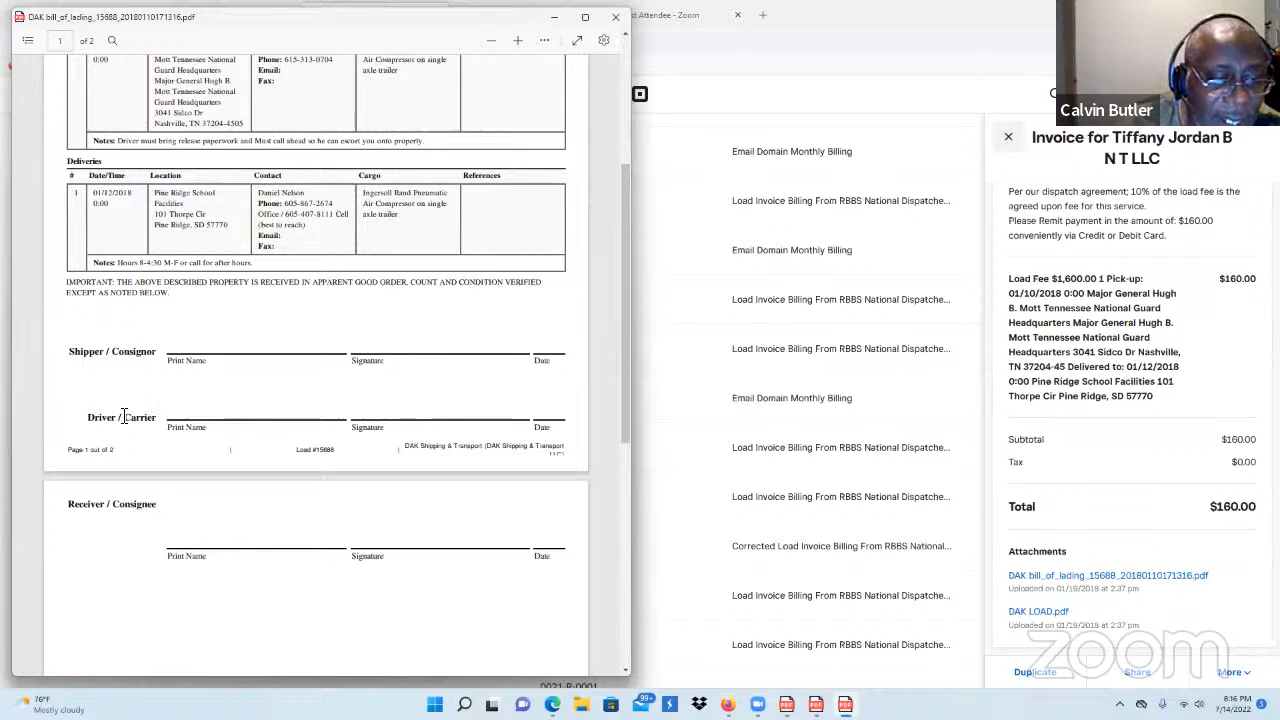 DAK bill_of_lading_15688_20180110171316.pdf
1 of 2
st Attendee - Zoom
0:00
Mott Tennessee National
Guard Headquarters
Major General Hugh B.
Mott Tennessee National
Guard Headquarters
3041 Sidco Dr
Nashville, TN 37204-4505
Phone: 615-313-0704
Email:
Fax:
Air Compressor on single
axle trailer
Notes: Driver must bring release paperwork and Must call ahead so he can escort you onto property.
Deliveries
# Date/Time Location Contact Cargo References
1
01/12/2018
0:00
Pine Ridge School
Facilities
101 Thorpe Cir
Pine Ridge, SD 57770
Daniel Nelson
Phone: 605-867-2674
Office / 605-407-8111 Cell
(best to reach)
Email:
Fax:
Ingersoll Rand Pneumatic
Air Compressor on single
axle trailer
Notes: Hours 8-4:30 M-F or call for after hours.
IMPORTANT: THE ABOVE DESCRIBED PROPERTY IS RECEIVED IN APPARENT GOOD ORDER, COUNT AND CONDITION VERIFIED
EXCEPT AS NOTED BELOW.
Shipper / Consignor
Print Name Signature Date
Driver / Carrier
Print Name Signature Date
Page 1 out of 2 | Load #15688 | DAK Shipping & Transport (DAK Shipping & Transport
LLC)
Receiver / Consignee
Print Name Signature Date
Email Domain Monthly Billing
Load Invoice Billing From RBBS National Dispatche...
Email Domain Monthly Billing
Load Invoice Billing From RBBS National Dispatche...
Load Invoice Billing From RBBS National Dispatche...
Email Domain Monthly Billing
Load Invoice Billing From RBBS National Dispatche...
Load Invoice Billing From RBBS National Dispatche...
Corrected Load Invoice Billing From RBBS National...
Load Invoice Billing From RBBS National Dispatche...
Load Invoice Billing From RBBS National Dispatche...
0021-R-0001
Calvin Butler
Invoice for Tiffany Jordan B
N T LLC
Per our dispatch agreement; 10% of the load fee is the
agreed upon fee for this service.
Please Remit payment in the amount of: $160.00
conveniently via Credit or Debit Card.
Load Fee $1,600.00 1 Pick-up: $160.00
01/10/2018 0:00 Major General Hugh
B. Mott Tennessee National Guard
Headquarters Major General Hugh B.
Mott Tennessee National Guard
Headquarters 3041 Sidco Dr Nashville,
TN 37204-45 Delivered to: 01/12/2018
0:00 Pine Ridge School Facilities 101
Thorpe Cir Pine Ridge, SD 57770
Subtotal $160.00
Tax $0.00
Total $160.00
Attachments
DAK bill_of_lading_15688_20180110171316.pdf
Uploaded on 01/19/2018 at 2:37 pm
DAK LOAD.pdf
Uploaded on 01/19/2018 at 2:37 pm
zoom
Duplicate Share More
76°F
Mostly cloudy
99+
8:16 PM
7/14/2022
3